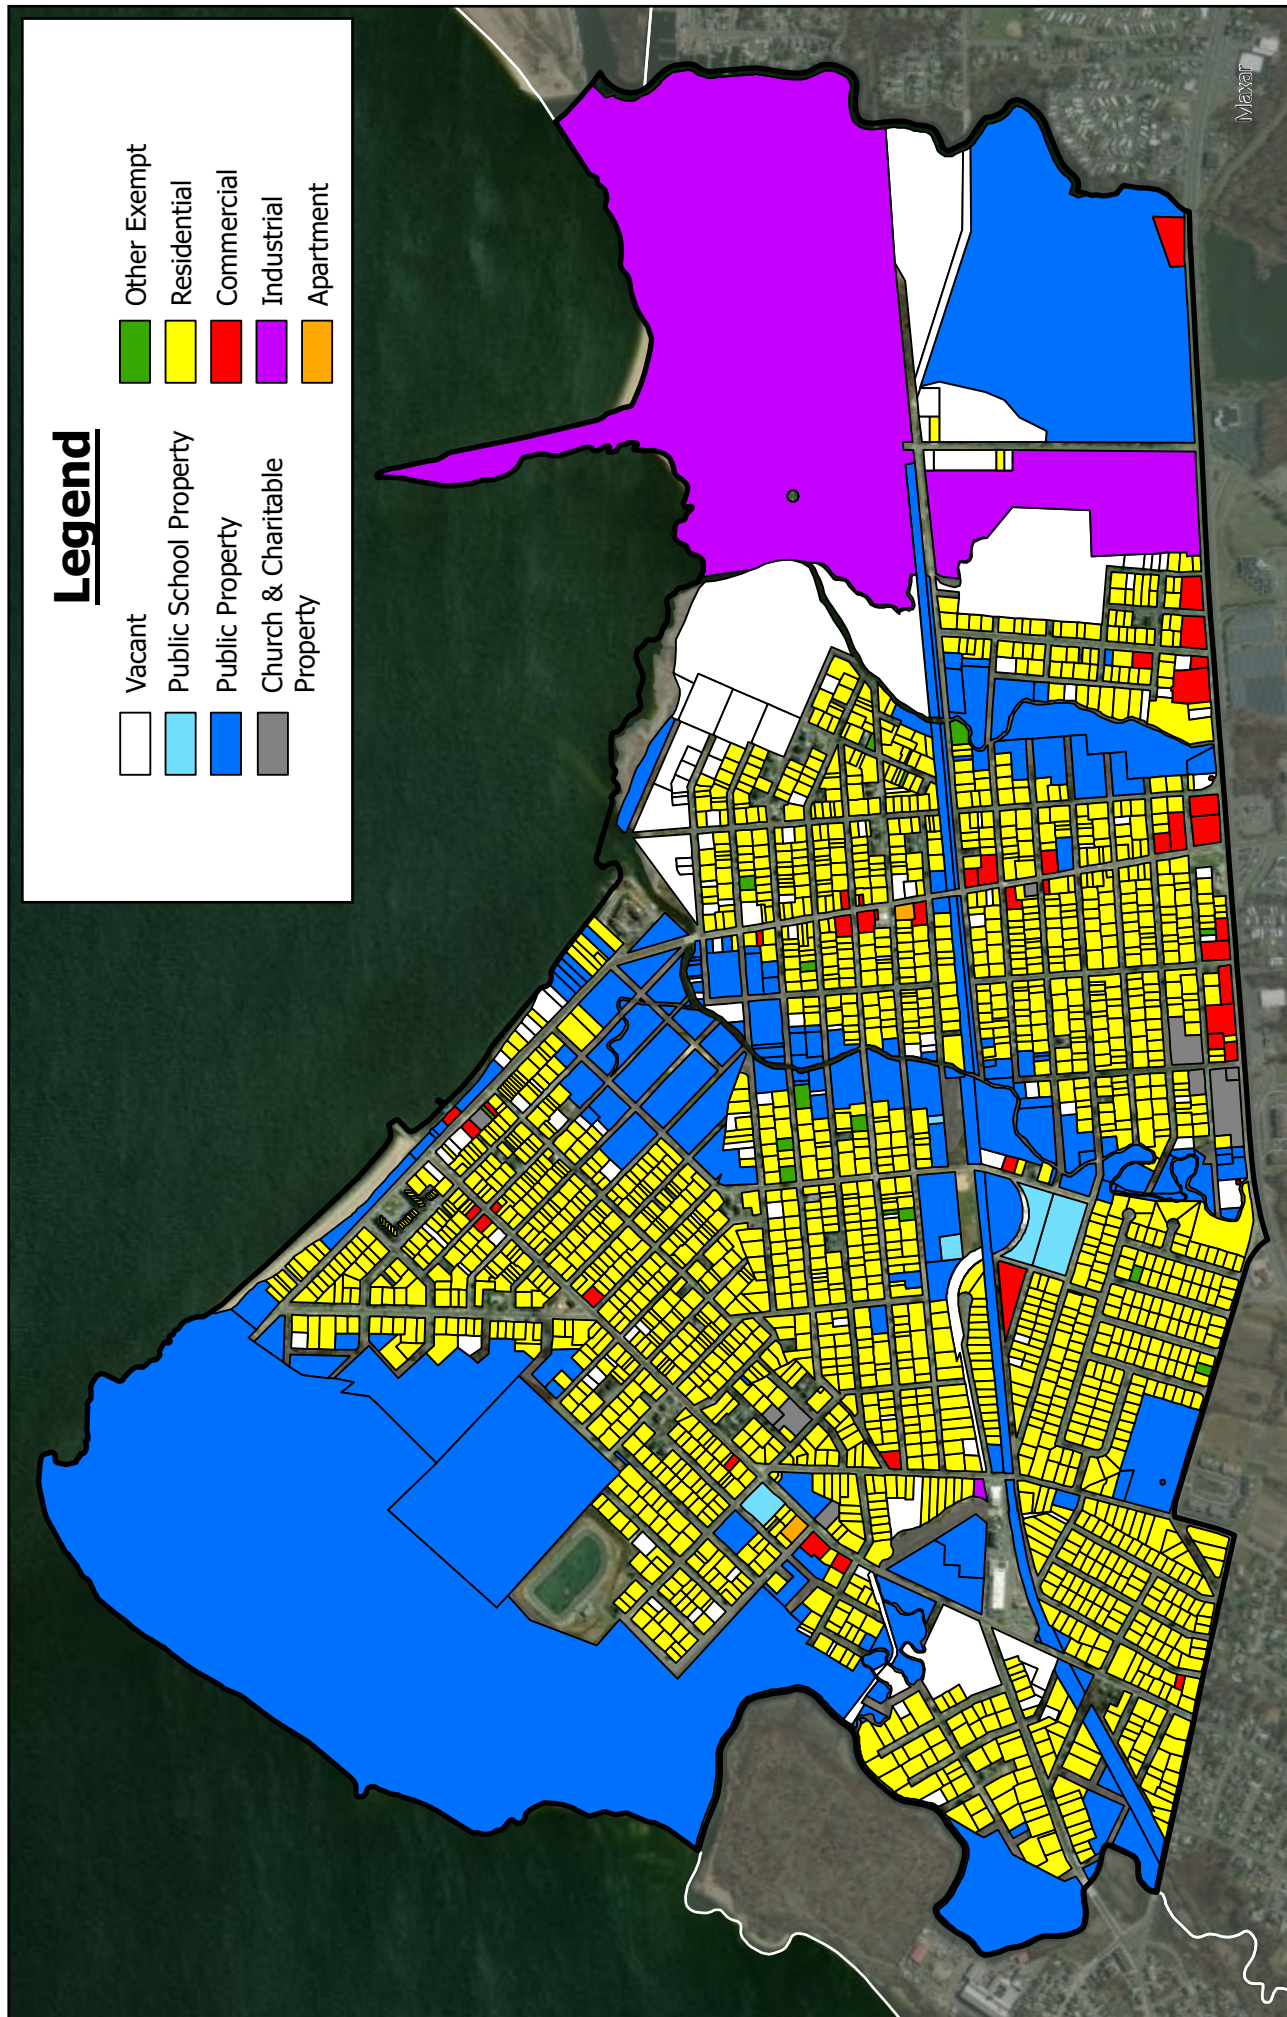 Legend
Vacant
Public School Property
Public Property
Church & Charitable
Property
Other Exempt
Residential
Commercial
Industrial
Apartment
Maxar